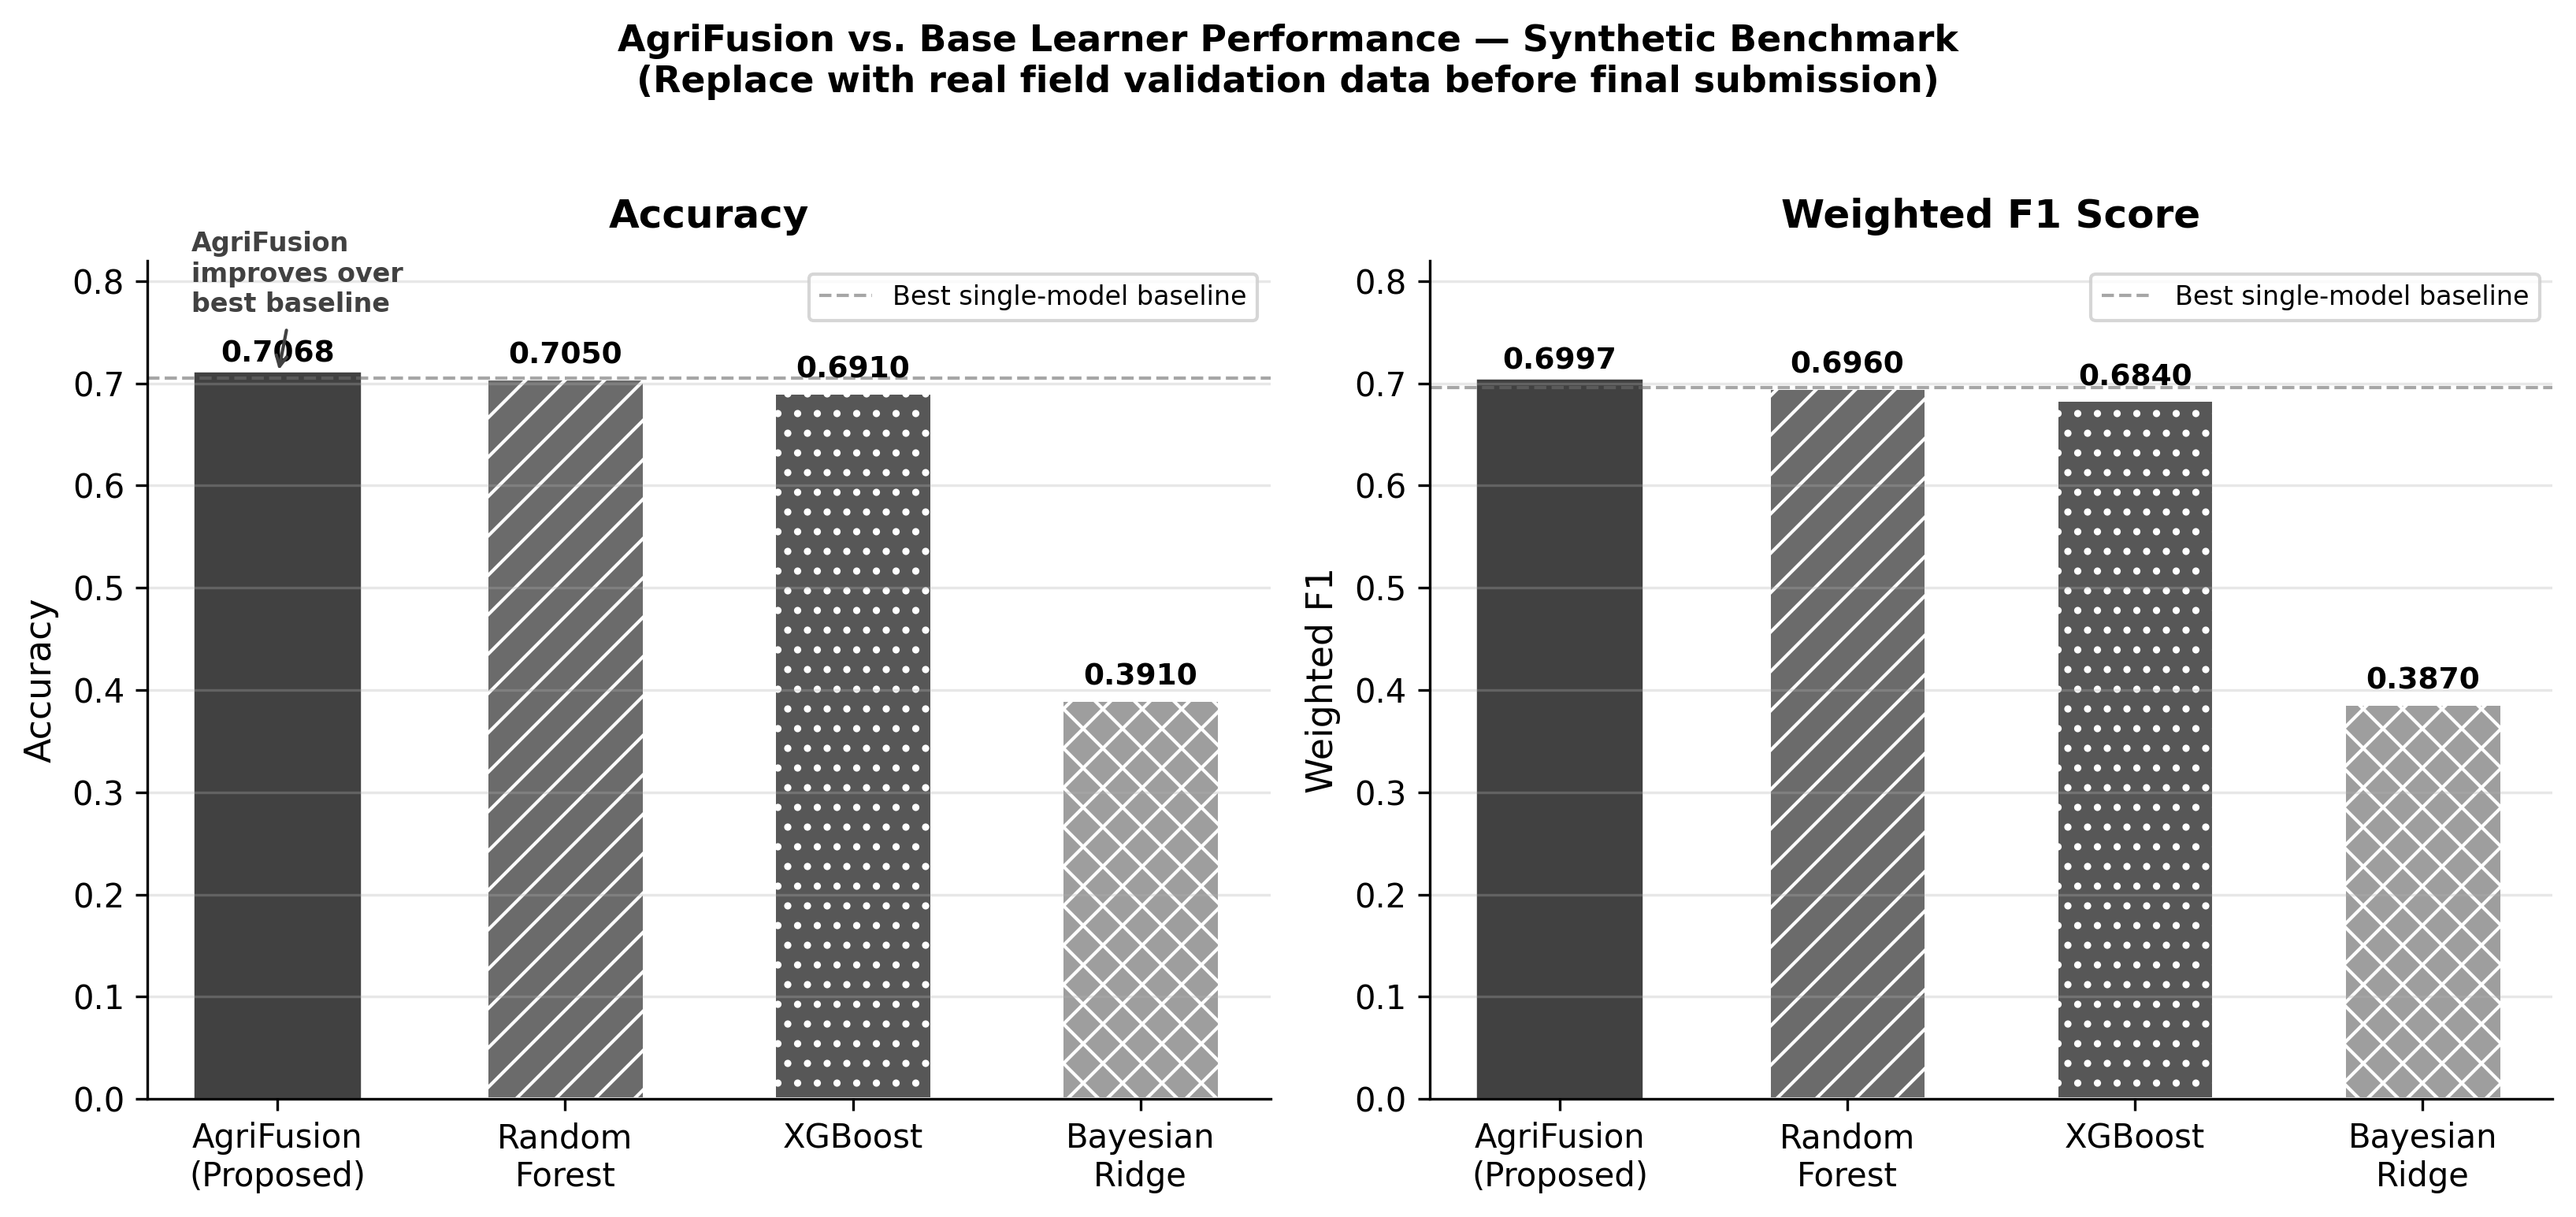 AgriFusion vs. Base Learner Performance — Synthetic Benchmark
(Replace with real field validation data before final submission)
Accuracy
AgriFusion
improves over
best baseline
Best single-model baseline
0.7068
0.7050
0.6910
0.3910
0.8
0.7
0.6
0.5
0.4
0.3
0.2
0.1
0.0
Accuracy
AgriFusion
(Proposed)
Random
Forest
XGBoost
Bayesian
Ridge
Weighted F1 Score
Best single-model baseline
0.6997
0.6960
0.6840
0.3870
0.8
0.7
0.6
0.5
0.4
0.3
0.2
0.1
0.0
Weighted F1
AgriFusion
(Proposed)
Random
Forest
XGBoost
Bayesian
Ridge